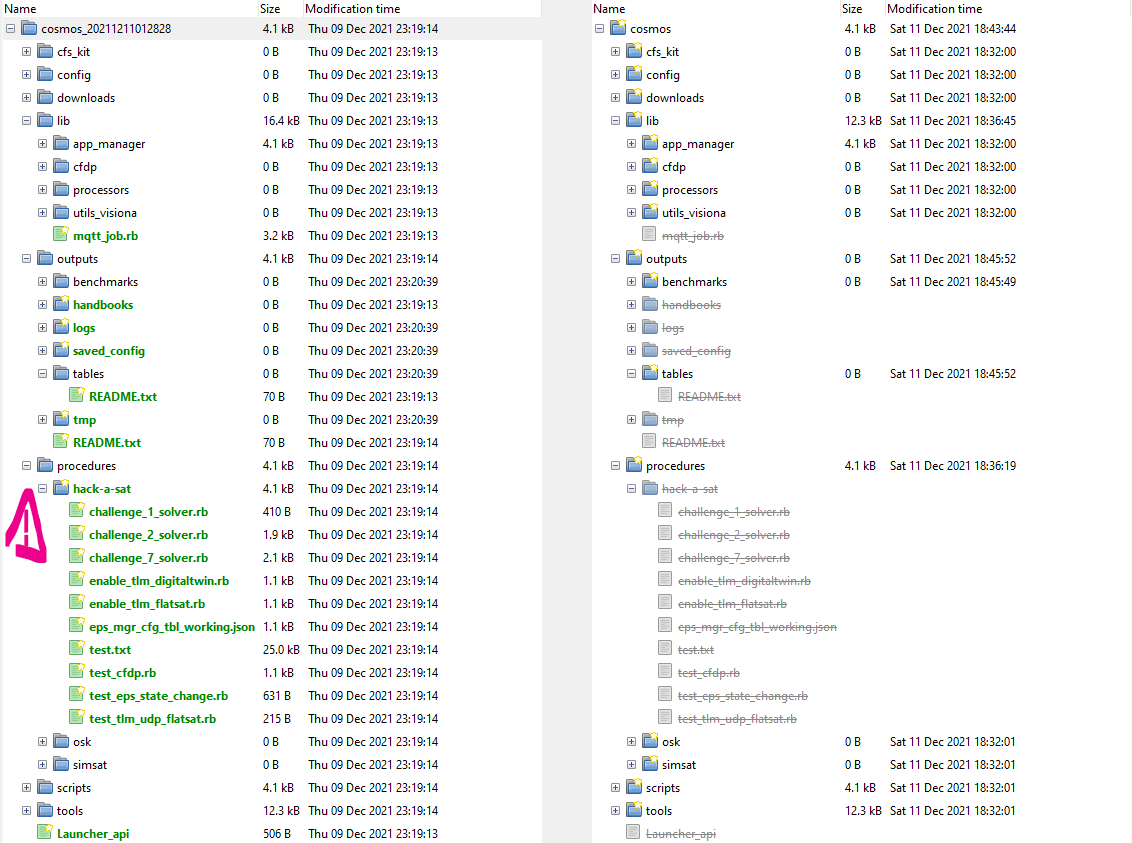 Name Size Modification time Name Size Modification time
cosmos_20211211012828 4.1 kB Thu 09 Dec 2021 23:19:14 cosmos 4.1 kB Sat 11 Dec 2021 18:43:44
cfs_kit 0 B Thu 09 Dec 2021 23:19:13 cfs_kit 0 B Sat 11 Dec 2021 18:32:00
config 0 B Thu 09 Dec 2021 23:19:13 config 0 B Sat 11 Dec 2021 18:32:00
downloads 0 B Thu 09 Dec 2021 23:19:13 downloads 0 B Sat 11 Dec 2021 18:32:00
lib 16.4 kB Thu 09 Dec 2021 23:19:13 lib 12.3 kB Sat 11 Dec 2021 18:36:45
app_manager 4.1 kB Thu 09 Dec 2021 23:19:13 app_manager 4.1 kB Sat 11 Dec 2021 18:32:00
cfdp 0 B Thu 09 Dec 2021 23:19:13 cfdp 0 B Sat 11 Dec 2021 18:32:00
processors 0 B Thu 09 Dec 2021 23:19:13 processors 0 B Sat 11 Dec 2021 18:32:00
utils_visiona 0 B Thu 09 Dec 2021 23:19:13 utils_visiona 0 B Sat 11 Dec 2021 18:32:00
mqtt_job.rb 3.2 kB Thu 09 Dec 2021 23:19:13 mqtt_job.rb
outputs 4.1 kB Thu 09 Dec 2021 23:19:14 outputs 0 B Sat 11 Dec 2021 18:45:52
benchmarks 0 B Thu 09 Dec 2021 23:20:39 benchmarks 0 B Sat 11 Dec 2021 18:45:49
handbooks 0 B Thu 09 Dec 2021 23:19:13 handbooks
logs 0 B Thu 09 Dec 2021 23:20:39 logs
saved_config 0 B Thu 09 Dec 2021 23:20:39 saved_config
tables 0 B Thu 09 Dec 2021 23:20:39 tables 0 B Sat 11 Dec 2021 18:45:52
README.txt 70 B Thu 09 Dec 2021 23:19:13 README.txt
tmp 0 B Thu 09 Dec 2021 23:20:39 tmp
README.txt 70 B Thu 09 Dec 2021 23:19:14 README.txt
procedures 4.1 kB Thu 09 Dec 2021 23:19:14 procedures 4.1 kB Sat 11 Dec 2021 18:36:19
hack-a-sat 4.1 kB Thu 09 Dec 2021 23:19:14 hack-a-sat
challenge_1_solver.rb 410 B Thu 09 Dec 2021 23:19:14 challenge_1_solver.rb
challenge_2_solver.rb 1.9 kB Thu 09 Dec 2021 23:19:14 challenge_2_solver.rb
challenge_7_solver.rb 2.1 kB Thu 09 Dec 2021 23:19:14 challenge_7_solver.rb
enable_tlm_digitaltwin.rb 1.1 kB Thu 09 Dec 2021 23:19:14 enable_tlm_digitaltwin.rb
enable_tlm_flatsat.rb 1.1 kB Thu 09 Dec 2021 23:19:14 enable_tlm_flatsat.rb
eps_mgr_cfg_tbl_working.json 1.1 kB Thu 09 Dec 2021 23:19:14 eps_mgr_cfg_tbl_working.json
test.txt 25.0 kB Thu 09 Dec 2021 23:19:14 test.txt
test_cfdp.rb 1.1 kB Thu 09 Dec 2021 23:19:14 test_cfdp.rb
test_eps_state_change.rb 631 B Thu 09 Dec 2021 23:19:14 test_eps_state_change.rb
test_tlm_udp_flatsat.rb 215 B Thu 09 Dec 2021 23:19:14 test_tlm_udp_flatsat.rb
osk 0 B Thu 09 Dec 2021 23:19:14 osk 0 B Sat 11 Dec 2021 18:32:01
simsat 0 B Thu 09 Dec 2021 23:19:14 simsat 0 B Sat 11 Dec 2021 18:32:01
scripts 4.1 kB Thu 09 Dec 2021 23:19:14 scripts 4.1 kB Sat 11 Dec 2021 18:32:01
tools 12.3 kB Thu 09 Dec 2021 23:19:14 tools 12.3 kB Sat 11 Dec 2021 18:32:01
Launcher_api 506 B Thu 09 Dec 2021 23:19:13 Launcher_api